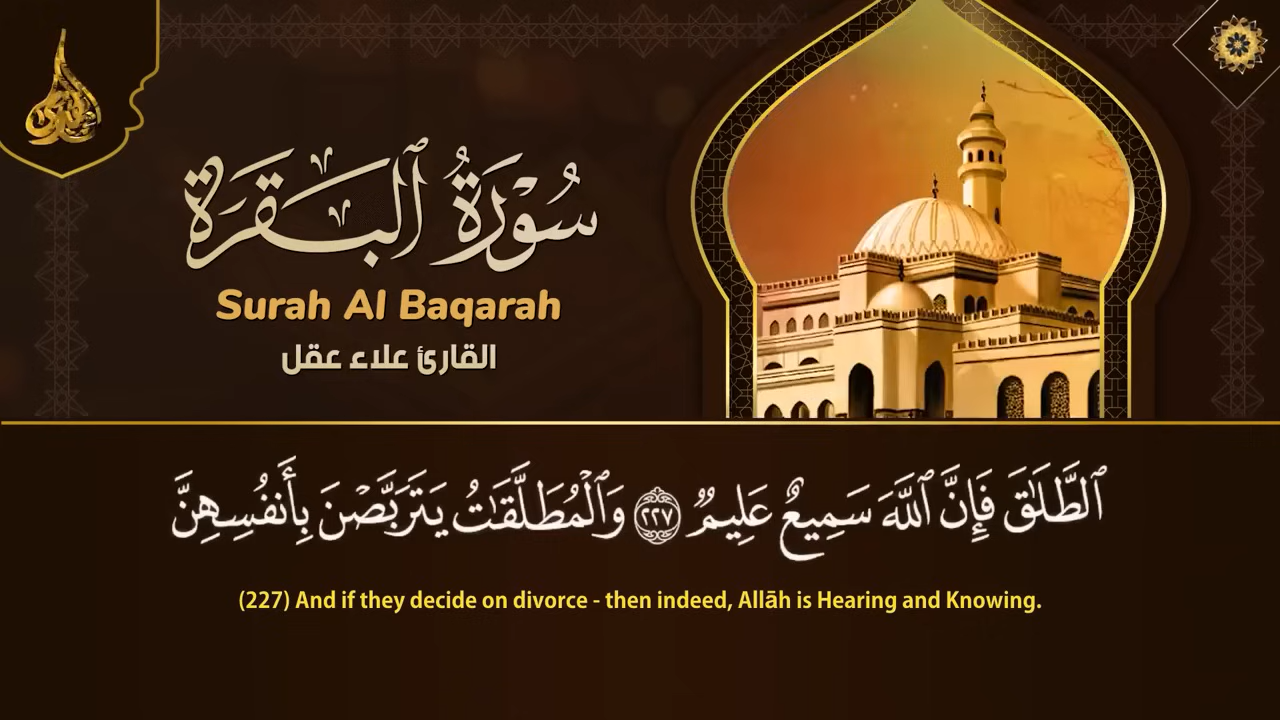 سُورَةُ ٱلْبَقَرَةِ
Surah Al Baqarah
القارئ علاء عقل
ٱلطَّلَٰقَ فَإِنَّ ٱللَّهَ سَمِيعٌ عَلِيمٌ ٢٢٧ وَٱلْمُطَلَّقَٰتُ يَتَرَبَّصْنَ بِأَنفُسِهِنَّ
(227) And if they decide on divorce - then indeed, Allāh is Hearing and Knowing.